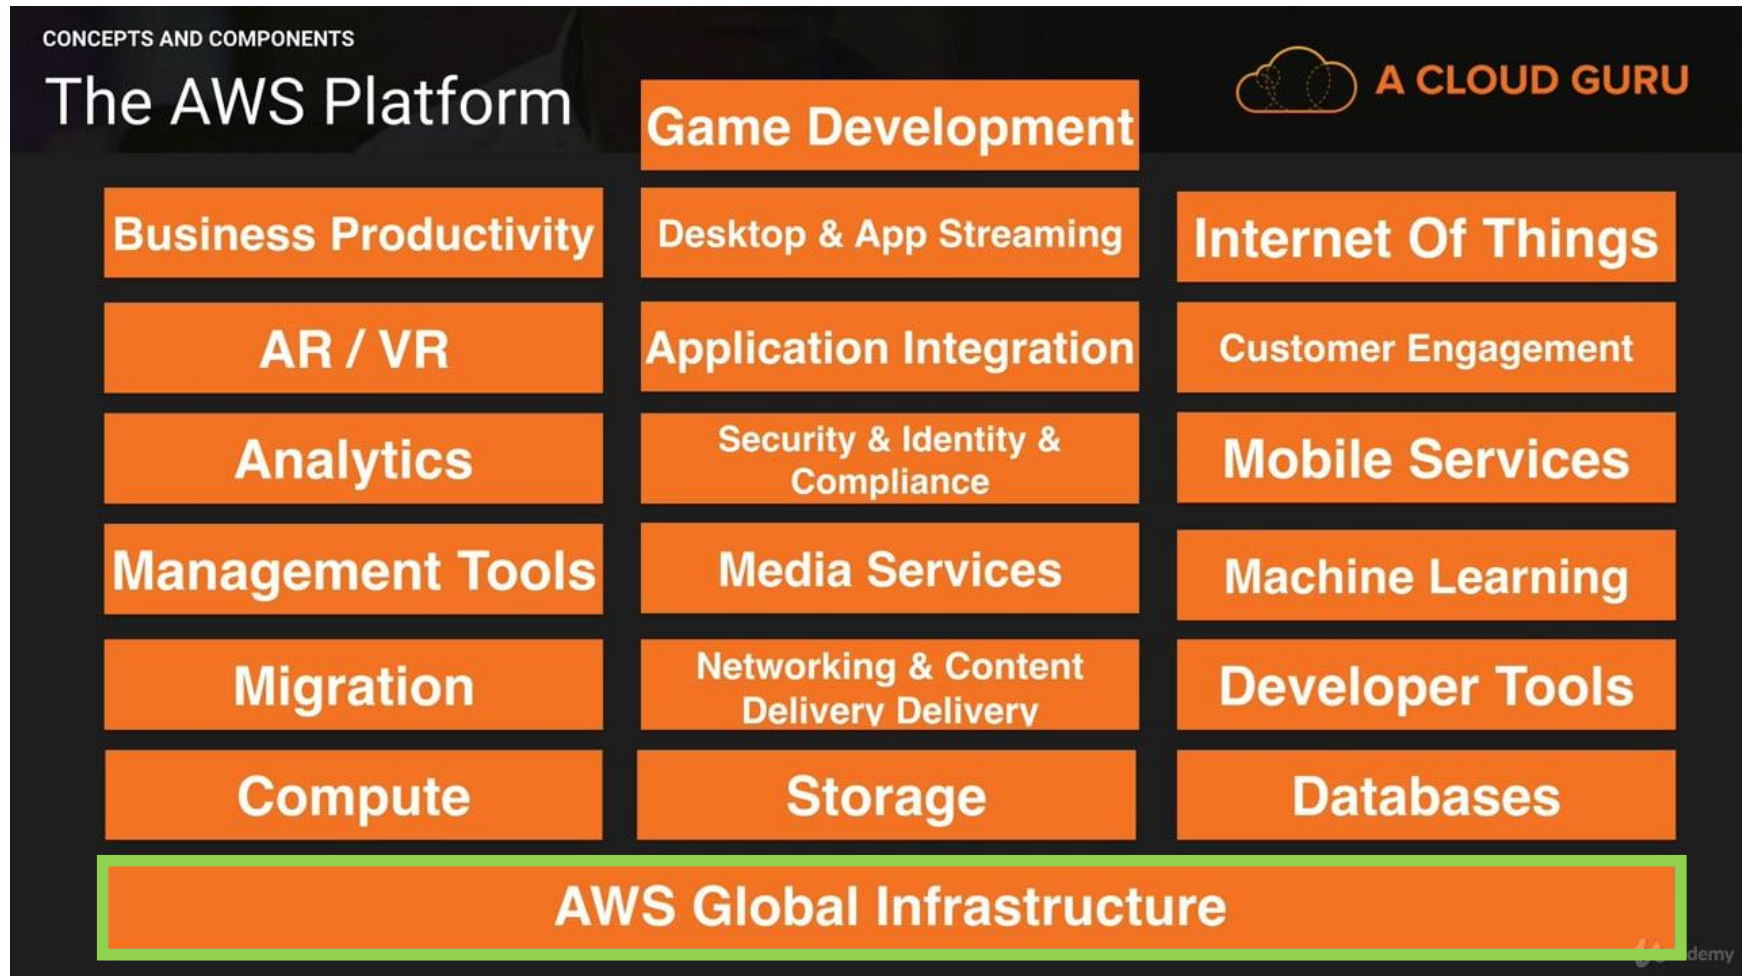 CONCEPTS AND COMPONENTS
The AWS Platform
A CLOUD GURU
Game Development
Business Productivity
Desktop & App Streaming
Internet Of Things
AR / VR
Application Integration
Customer Engagement
Analytics
Security & Identity &
Compliance
Mobile Services
Management Tools
Media Services
Machine Learning
Migration
Networking & Content
Delivery Delivery
Developer Tools
Compute
Storage
Databases
AWS Global Infrastructure